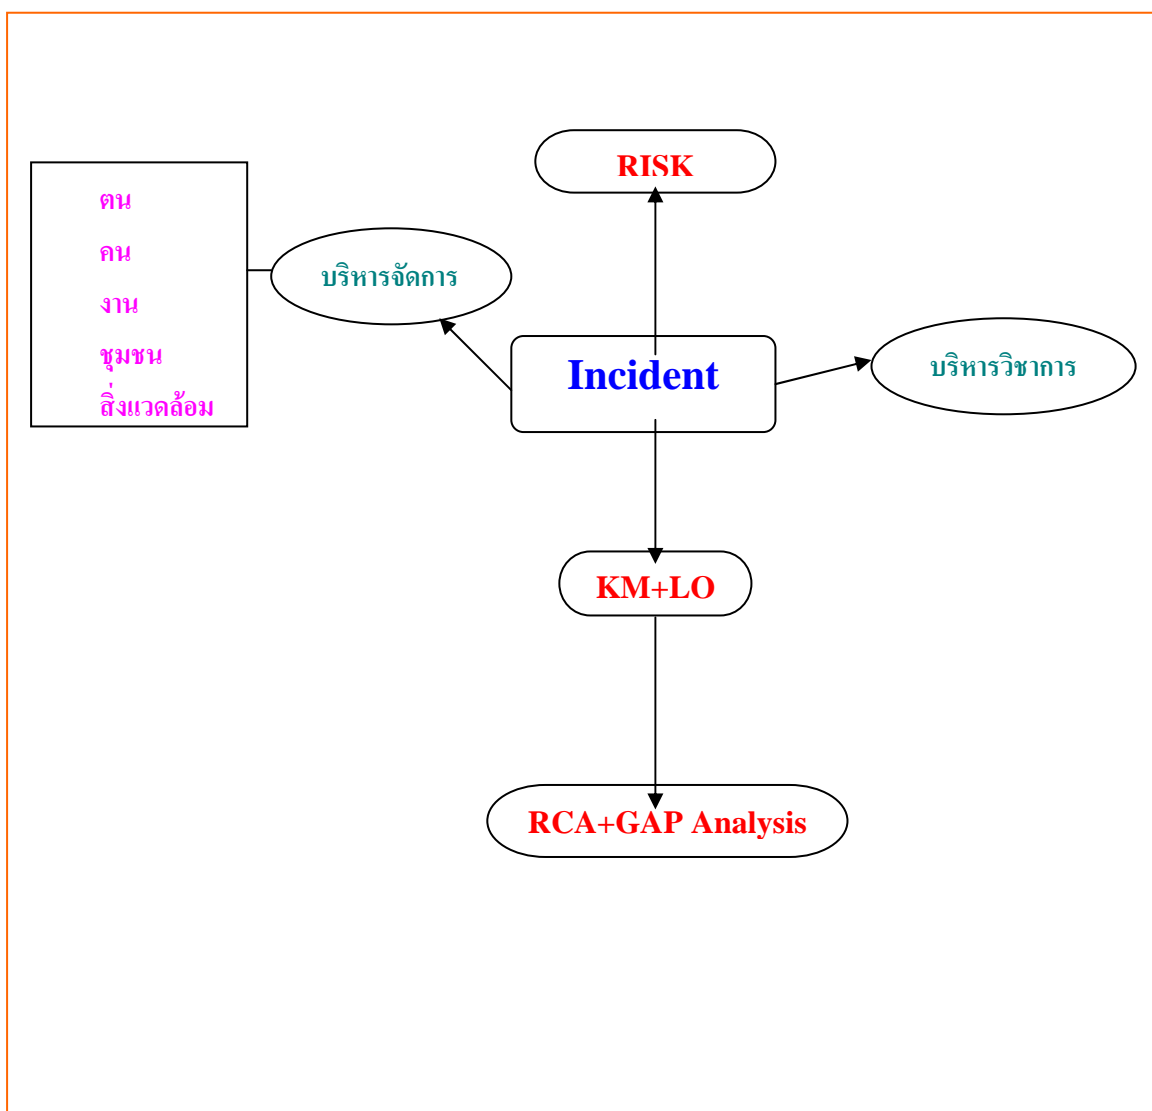 RISK
ตน
คน
งาน
ชุมชน
สิ่งแวดล้อม
บริหารจัดการ
Incident
บริหารวิชาการ
KM+LO
RCA+GAP Analysis